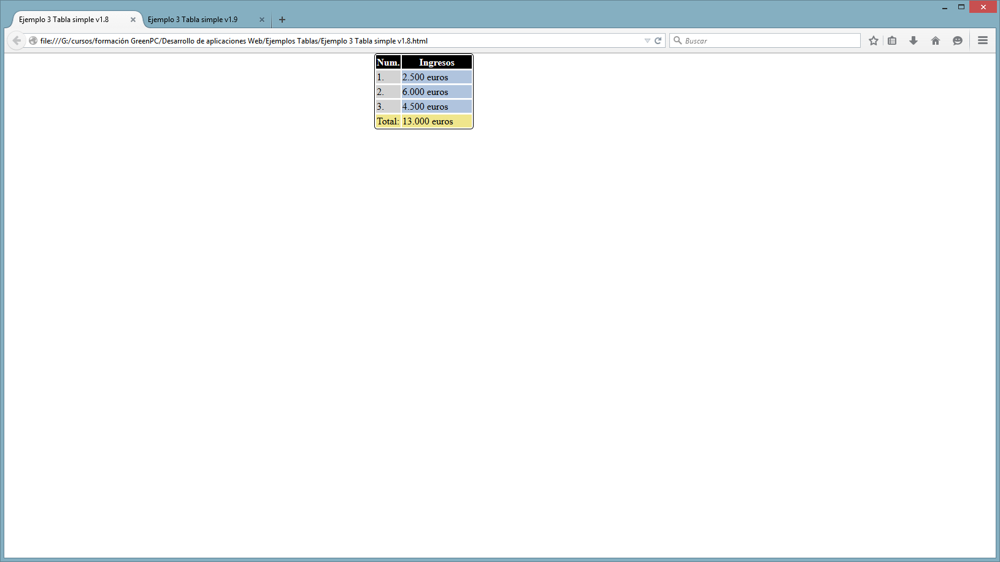 Ejemplo 3 Tabla simple v1.8
Ejemplo 3 Tabla simple v1.9
file:///G:/cursos/formación GreenPC/Desarrollo de aplicaciones Web/Ejemplos Tablas/Ejemplo 3 Tabla simple v1.8.html
Buscar
Num. Ingresos
1. 2.500 euros
2. 6.000 euros
3. 4.500 euros
Total: 13.000 euros